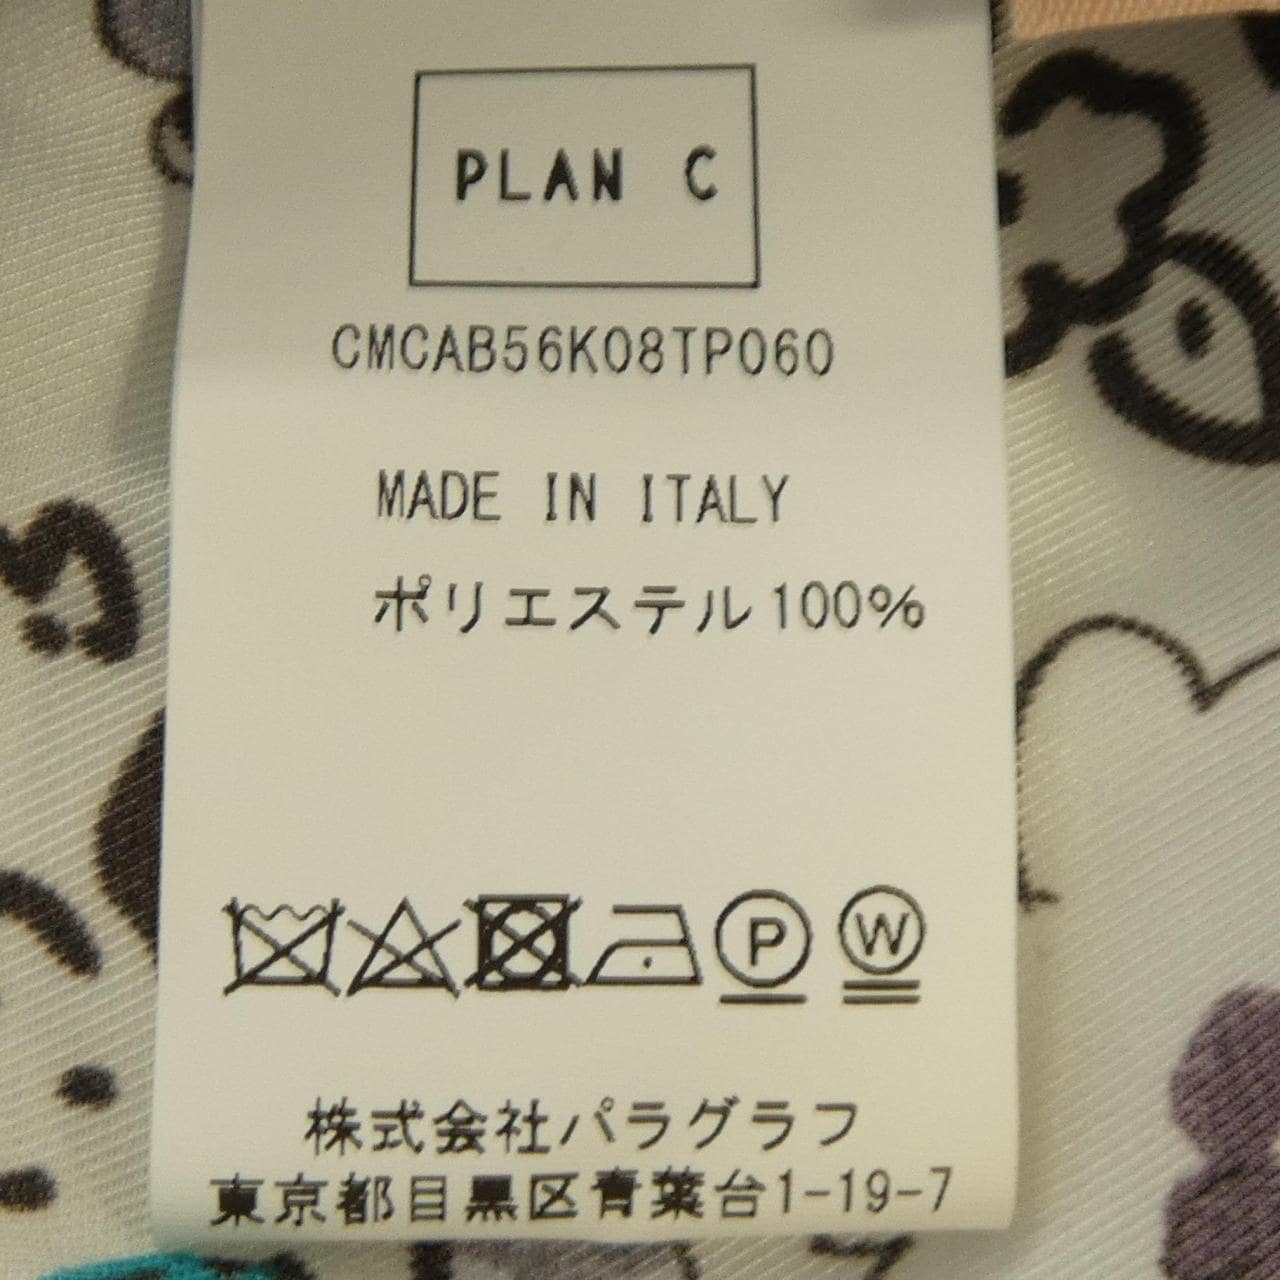 PLAN C
CMCAB56K08TP060
MADE IN ITALY
ポリエステル100%
P
W
株式会社パラグラフ
東京都目黒区青葉台1-19-7